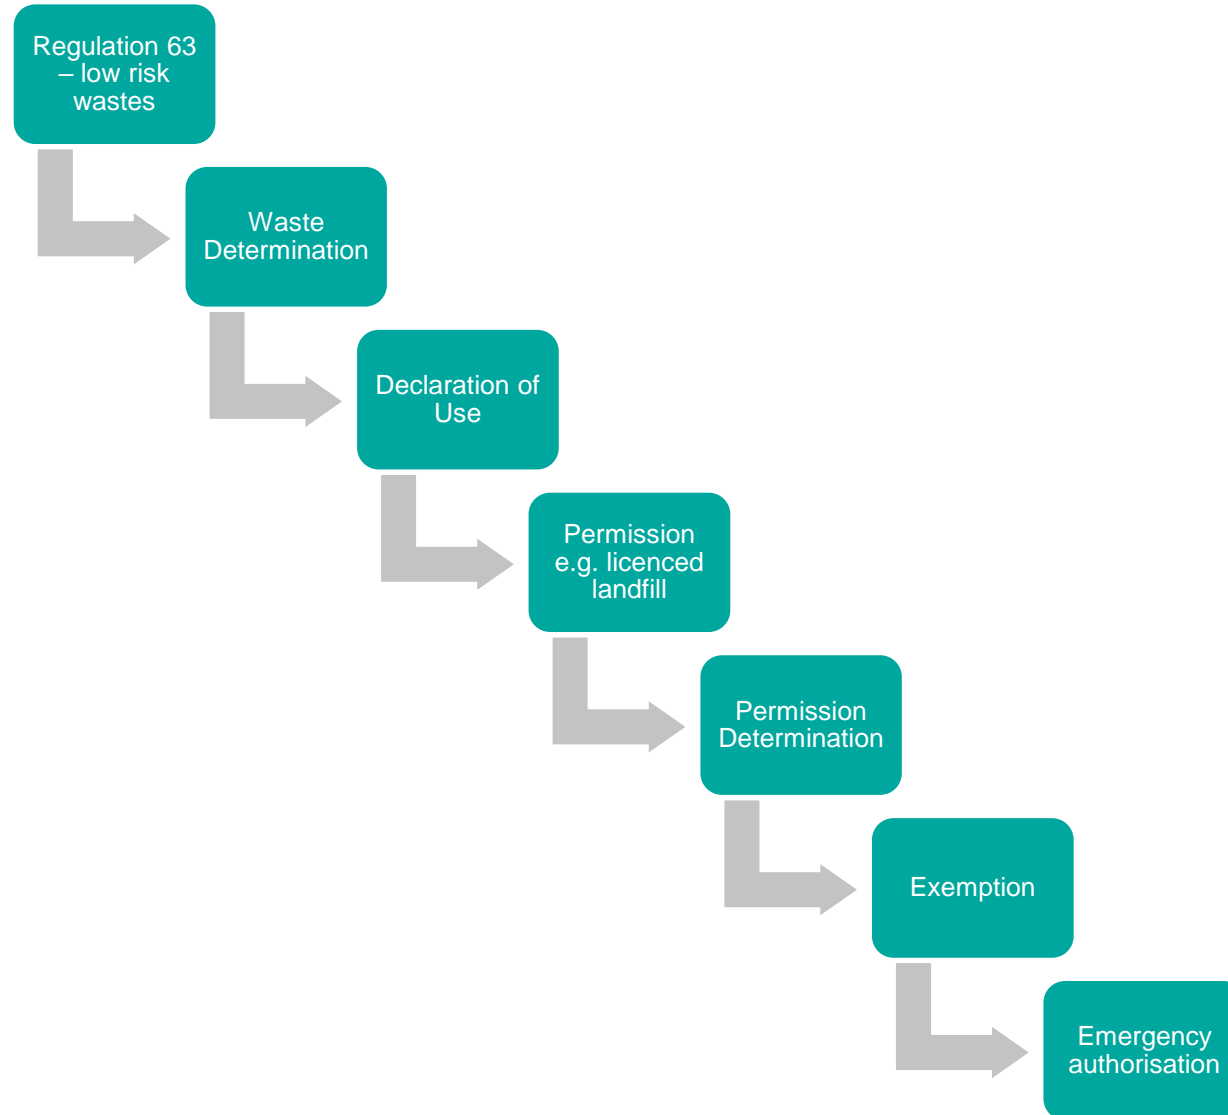 Regulation 63
– low risk
wastes
Waste
Determination
Declaration of
Use
Permission
e.g. licenced
landfill
Permission
Determination
Exemption
Emergency
authorisation